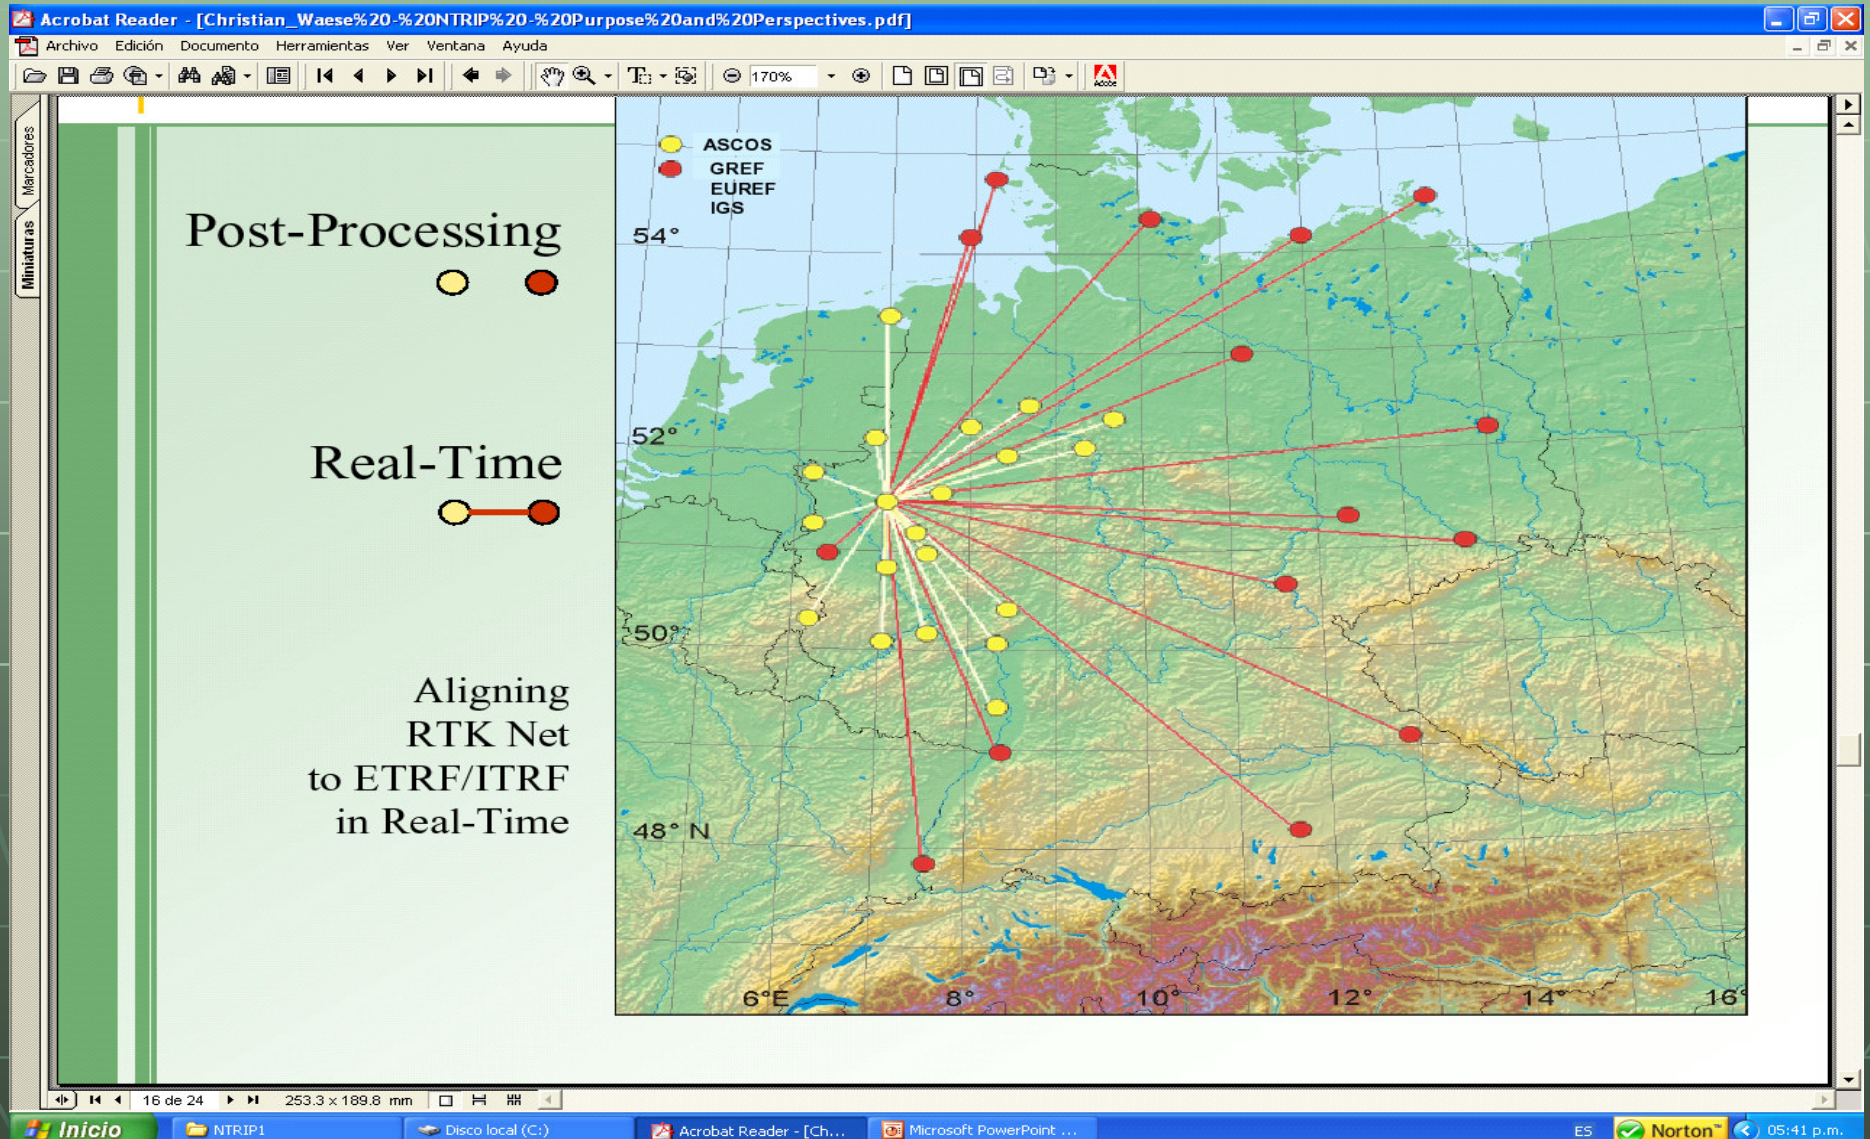 Acrobat Reader - [Christian_Waese%20-%20NTRIP%20-%20Purpose%20and%20Perspectives.pdf]
Archivo Edición Documento Herramientas Ver Ventana Ayuda
170%
Adobe
Marcadores
Miniaturas
Post-Processing
Real-Time
Aligning
RTK Net
to ETRF/ITRF
in Real-Time
ASCOS
GREF
EUREF
IGS
54°
52°
50°
48° N
6°E 8° 10° 12° 14° 16°
16 de 24 253.3 x 189.8 mm
Inicio NTRIP1 Disco local (C:) Acrobat Reader - [Ch... Microsoft PowerPoint ... ES Norton™ 05:41 p.m.